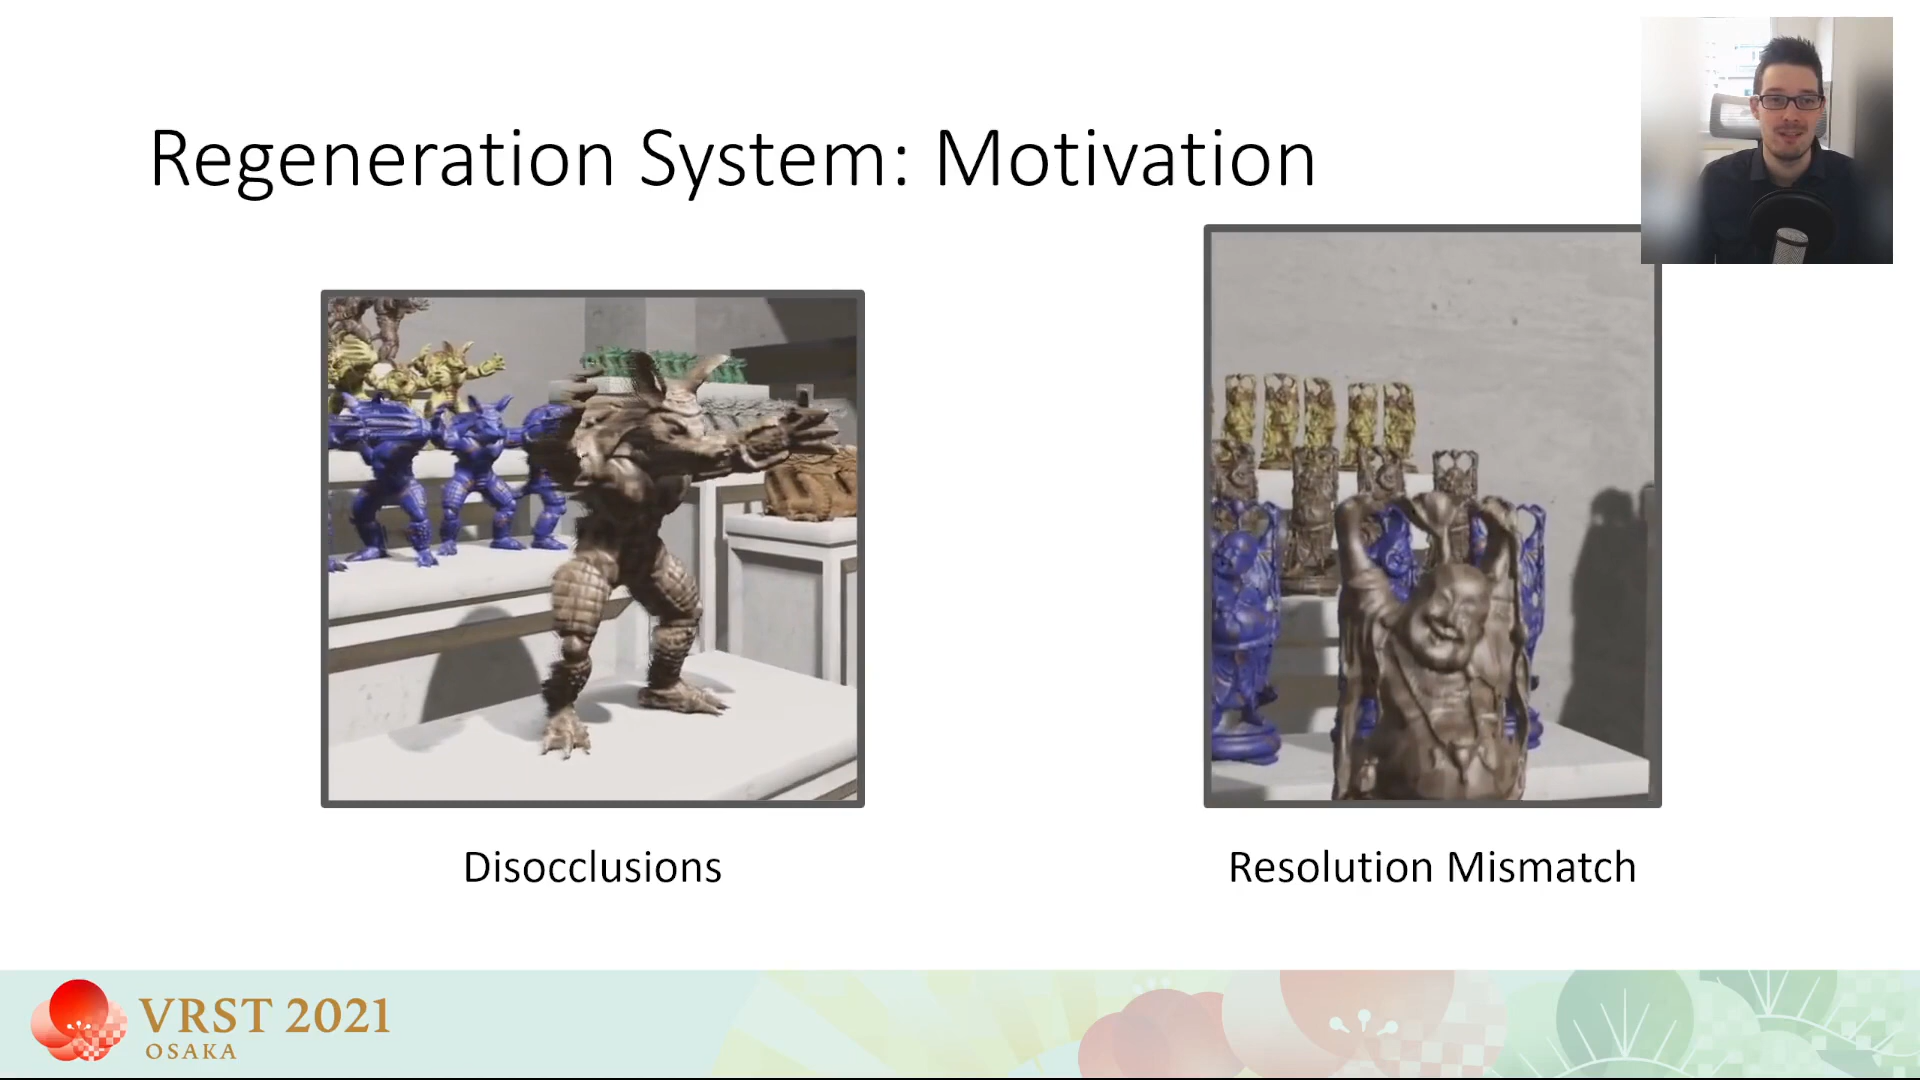 Regeneration System: Motivation
Disocclusions
Resolution Mismatch
VRST 2021
OSAKA